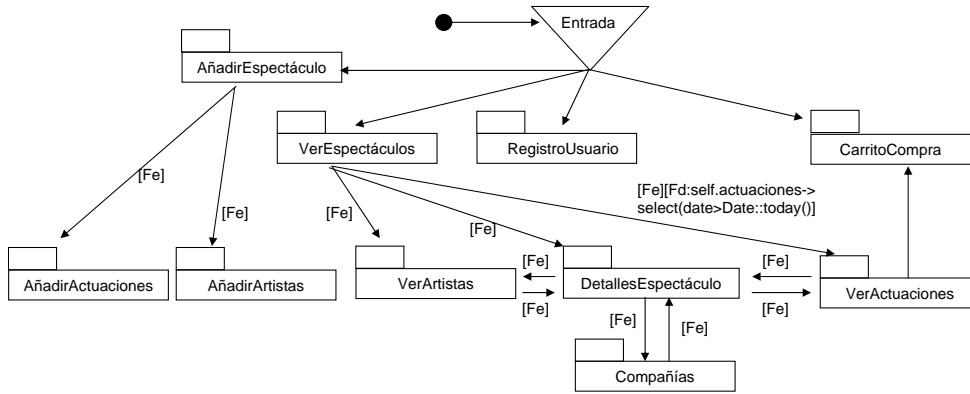 Entrada
AñadirEspectáculo
VerEspectáculos
RegistroUsuario
CarritoCompra
[Fe]
[Fe]
[Fe]
[Fe]
[Fe][Fd:self.actuaciones->
select(date>Date::today()]
AñadirActuaciones
AñadirArtistas
VerArtistas
[Fe]
[Fe]
DetallesEspectáculo
[Fe]
[Fe]
VerActuaciones
[Fe]
[Fe]
Compañías